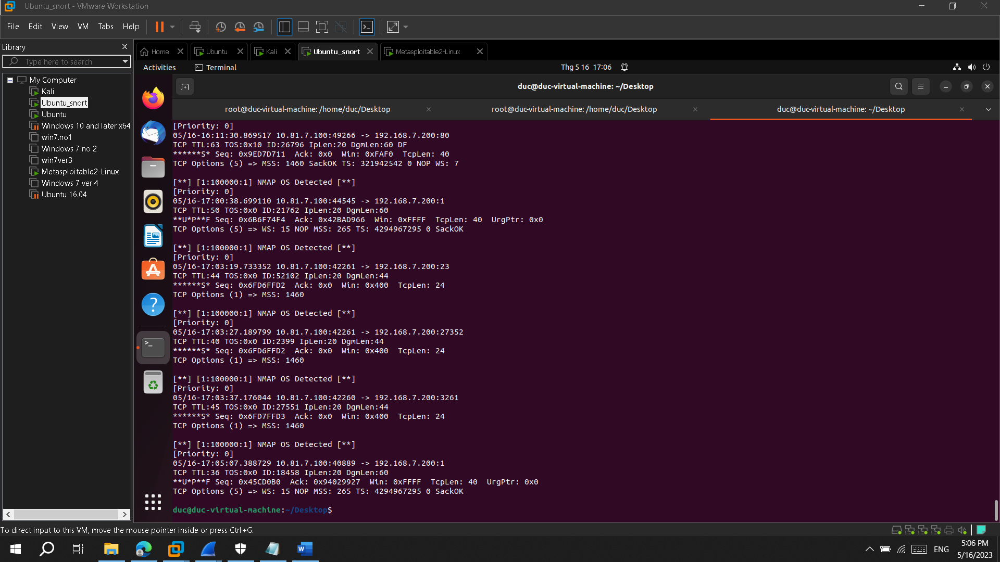 Ubuntu_snort - VMware Workstation
File Edit View VM Tabs Help
Library
Type here to search
My Computer
Kali
Ubuntu_snort
Ubuntu
Windows 10 and later x64
win7.no1
Windows 7 no 2
win7ver3
Metasploitable2-Linux
Windows 7 ver 4
Ubuntu 16.04
Home Ubuntu Kali Ubuntu_snort Metasploitable2-Linux
Activities Terminal Thg 5 16 17:06
duc@duc-virtual-machine: ~/Desktop
root@duc-virtual-machine: /home/duc/Desktop root@duc-virtual-machine: /home/duc/Desktop duc@duc-virtual-machine: ~/Desktop
[Priority: 0]
05/16-16:11:30.869517 10.81.7.100:49266 -> 192.168.7.200:80
TCP TTL:63 TOS:0x10 ID:26796 IpLen:20 DgmLen:60 DF
******S* Seq: 0x9ED7D711 Ack: 0x0 Win: 0xFAF0 TcpLen: 40
TCP Options (5) => MSS: 1460 SackOK TS: 321942542 0 NOP WS: 7
[**] [1:100000:1] NMAP OS Detected [**]
[Priority: 0]
05/16-17:00:38.699110 10.81.7.100:44545 -> 192.168.7.200:1
TCP TTL:50 TOS:0x0 ID:21762 IpLen:20 DgmLen:60
**U*P**F Seq: 0x6B6F74F4 Ack: 0x42BAD966 Win: 0xFFFF TcpLen: 40 UrgPtr: 0x0
TCP Options (5) => WS: 15 NOP MSS: 265 TS: 4294967295 0 SackOK
[**] [1:100000:1] NMAP OS Detected [**]
[Priority: 0]
05/16-17:03:19.733352 10.81.7.100:42261 -> 192.168.7.200:23
TCP TTL:44 TOS:0x0 ID:52102 IpLen:20 DgmLen:44
******S* Seq: 0x6FD6FFD2 Ack: 0x0 Win: 0x400 TcpLen: 24
TCP Options (1) => MSS: 1460
[**] [1:100000:1] NMAP OS Detected [**]
[Priority: 0]
05/16-17:03:27.189799 10.81.7.100:42261 -> 192.168.7.200:27352
TCP TTL:40 TOS:0x0 ID:2399 IpLen:20 DgmLen:44
******S* Seq: 0x6FD6FFD2 Ack: 0x0 Win: 0x400 TcpLen: 24
TCP Options (1) => MSS: 1460
[**] [1:100000:1] NMAP OS Detected [**]
[Priority: 0]
05/16-17:03:37.176044 10.81.7.100:42260 -> 192.168.7.200:3261
TCP TTL:45 TOS:0x0 ID:27551 IpLen:20 DgmLen:44
******S* Seq: 0x6FD7FFD3 Ack: 0x0 Win: 0x400 TcpLen: 24
TCP Options (1) => MSS: 1460
[**] [1:100000:1] NMAP OS Detected [**]
[Priority: 0]
05/16-17:05:07.388729 10.81.7.100:40889 -> 192.168.7.200:1
TCP TTL:36 TOS:0x0 ID:18458 IpLen:20 DgmLen:60
**U*P**F Seq: 0x45CD0B0 Ack: 0x94029927 Win: 0xFFFF TcpLen: 40 UrgPtr: 0x0
TCP Options (5) => WS: 15 NOP MSS: 265 TS: 4294967295 0 SackOK
duc@duc-virtual-machine:~/Desktop$
To direct input to this VM, move the mouse pointer inside or press Ctrl+G.
ENG
5:06 PM
5/16/2023